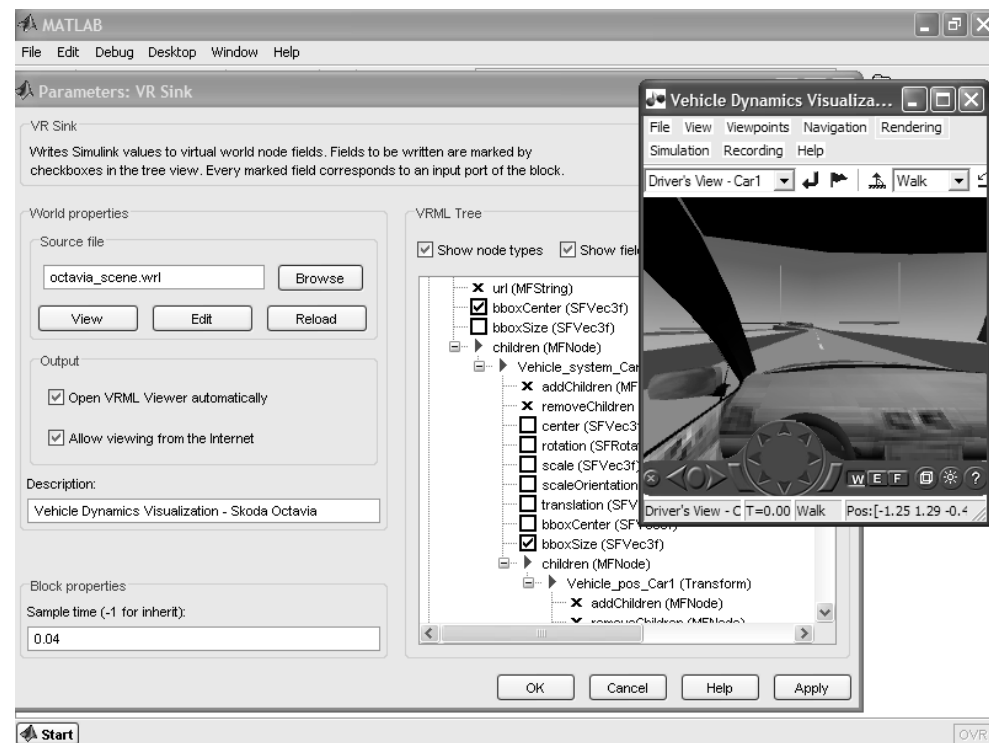 MATLAB
File Edit Debug Desktop Window Help
Parameters: VR Sink
VR Sink
Writes Simulink values to virtual world node fields. Fields to be written are marked by
checkboxes in the tree view. Every marked field corresponds to an input port of the block.
World properties
Source file
octavia_scene.wrl
Browse
View Edit Reload
Output
Open VRML Viewer automatically
Allow viewing from the Internet
Description:
Vehicle Dynamics Visualization - Skoda Octavia
Block properties
Sample time (-1 for inherit):
0.04
VRML Tree
Show node types Show fiel
url (MFString)
bboxCenter (SFVec3f)
bboxSize (SFVec3f)
children (MFNode)
Vehicle_system_Car
addChildren (MF
removeChildren
center (SFVec3
rotation (SFRota
scale (SFVec3f)
scaleOrientation
translation (SFV
bboxCenter (SFVec3f)
bboxSize (SFVec3f)
children (MFNode)
Vehicle_pos_Car1 (Transform)
addChildren (MFNode)
removeChildren (MFNode)
OK Cancel Help Apply
Vehicle Dynamics Visualiza...
File View Viewpoints Navigation Rendering
Simulation Recording Help
Driver's View - Car1 Walk
W E F ?
Driver's View - C T=0.00 Walk Pos:[-1.25 1.29 -0.4
Start
OVR